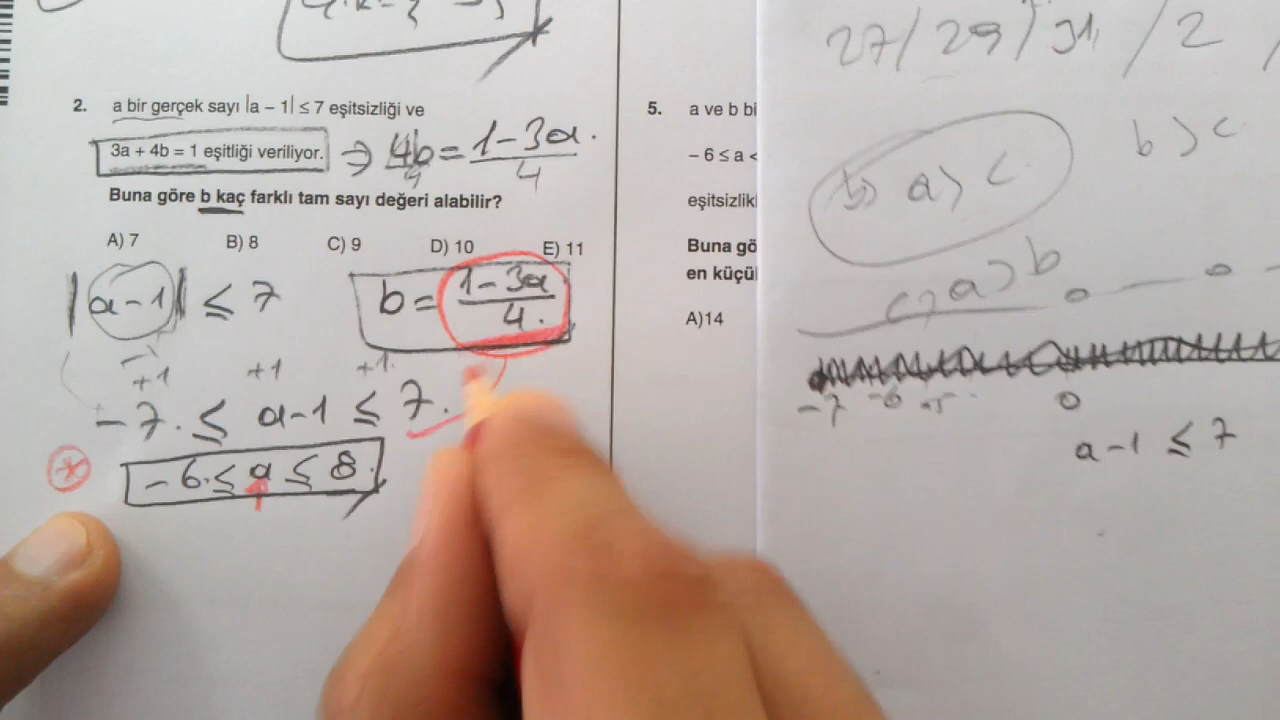 2. a bir gerçek sayı |a – 1| ≤ 7 eşitsizliği ve
3a + 4b = 1 eşitliği veriliyor. ⇒ 4b = 1-3a
4 4
Buna göre b kaç farklı tam sayı değeri alabilir?
A) 7 B) 8 C) 9 D) 10 E) 11
|a-1| ≤ 7
b = 1-3a
4
+1 +1 +1
-7 ≤ a-1 ≤ 7
-6 ≤ a ≤ 8
5. a ve b bi
– 6 ≤ a <
eşitsizlik
Buna gö
en küçü
A)14
27/ 29/ 31 / 2
b > c
b) a > c
c) a > b
-7 -6 0
a-1 ≤ 7